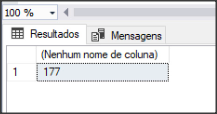 100 %
Resultados Mensagens
(Nenhum nome de coluna)
1 177